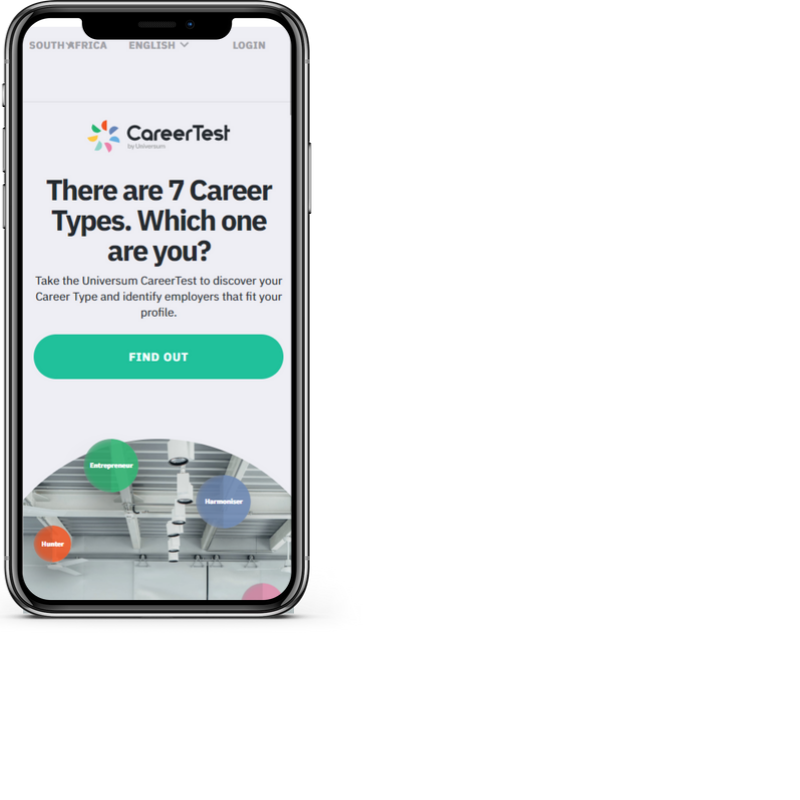 SOUTH AFRICA ENGLISH LOGIN
CareerTest
by Universum
There are 7 Career
Types. Which one
are you?
Take the Universum CareerTest to discover your
Career Type and identify employers that fit your
profile.
FIND OUT
Entrepreneur
Harmoniser
Hunter